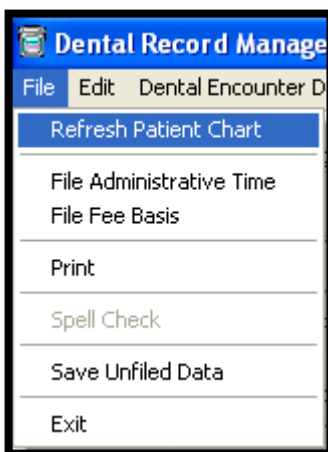 Dental Record Manage
File Edit Dental Encounter D
Refresh Patient Chart
File Administrative Time
File Fee Basis
Print
Spell Check
Save Unfiled Data
Exit